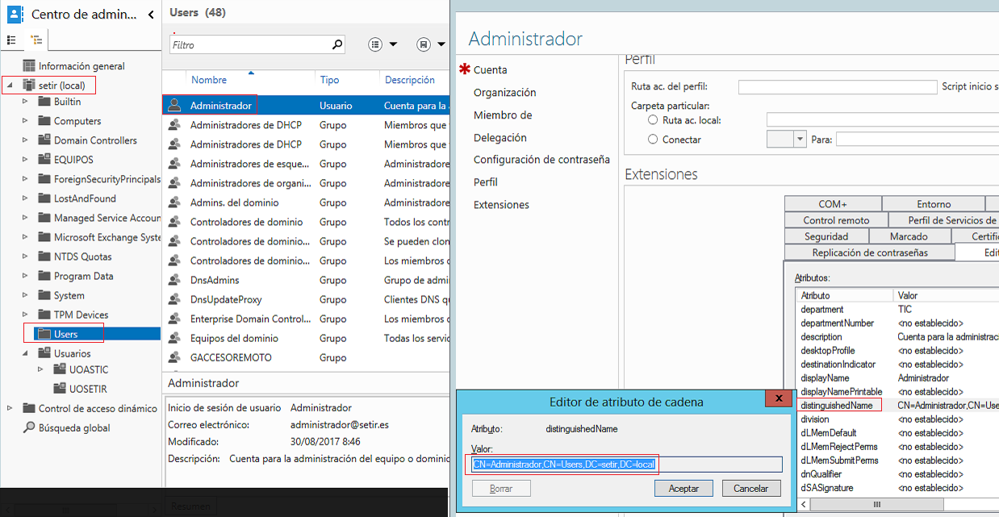 Centro de admin...
Información general
setir (local)
Builtin
Computers
Domain Controllers
EQUIPOS
ForeignSecurityPrincipals
LostAndFound
Managed Service Accoun
Microsoft Exchange Syste
NTDS Quotas
Program Data
System
TPM Devices
Users
Usuarios
UOASTIC
UOSETIR
Control de acceso dinámico
Búsqueda global
Users (48)
Filtro
Nombre Tipo Descripción
Administrador Usuario Cuenta para la a
Administradores de DHCP Grupo Miembros que
Administradores de DHCP Grupo Miembros que
Administradores de esque... Grupo Administradore
Administradores de organi... Grupo Administradore
Admins. del dominio Grupo Administradore
Controladores de dominio Grupo Todos los contr
Controladores de dominio... Grupo Se pueden clon
Controladores de dominio... Grupo Los miembros d
DnsAdmins Grupo Grupo de admin
DnsUpdateProxy Grupo Clientes DNS q
Enterprise Domain Control... Grupo Los miembros d
Equipos del dominio Grupo Todas los servic
GACCESOREMOTO Grupo
Administrador
Inicio de sesión de usuario Administrador
Correo electrónico: administrador@setir.es
Modificado: 30/08/2017 8:46
Descripción: Cuenta para la administración del equipo o dominio
Resumen
Administrador
Cuenta
Organización
Miembro de
Delegación
Configuración de contraseña
Perfil
Extensiones
Perfil
Ruta ac. del perfil: Script inicio s
Carpeta particular:
Ruta ac. local:
Conectar Para:
Extensiones
COM+ Entorno
Control remoto Perfil de Servicios de
Seguridad Marcado Certifi
Replicación de contraseñas Edit
Atributos:
Atributo Valor
department TIC
departmentNumber <no establecido>
description Cuenta para la administraci
desktopProfile <no establecido>
destinationIndicator <no establecido>
displayName Administrador
displayNamePrintable <no establecido>
distinguishedName CN=Administrador,CN=Use
division <no establecido>
dLMemDefault <no establecido>
dLMemRejectPerms <no establecido>
dLMemSubmitPerms <no establecido>
dnQualifier <no establecido>
dSASignature <no establecido>
Editor de atributo de cadena
x
Atributo: distinguishedName
Valor:
CN=Administrador,CN=Users,DC=setir,DC=local
Borrar Aceptar Cancelar